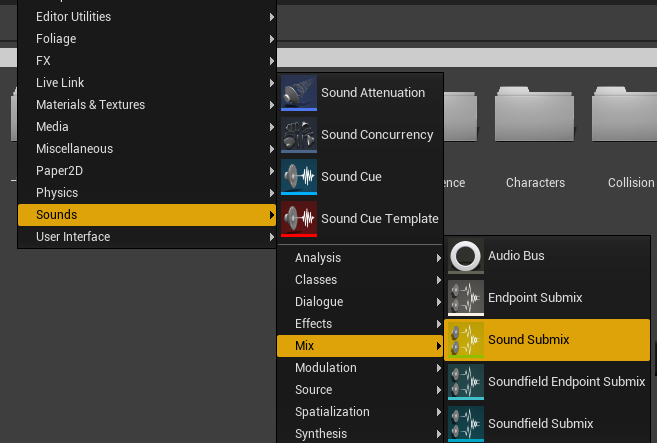 Editor Utilities
Foliage
FX
Live Link
Materials & Textures
Media
Miscellaneous
Paper2D
Physics
Sounds
User Interface
Sound Attenuation
Sound Concurrency
Sound Cue
Sound Cue Template
Analysis
Classes
Dialogue
Effects
Mix
Modulation
Source
Spatialization
Synthesis
Audio Bus
Endpoint Submix
Sound Submix
Soundfield Endpoint Submix
Soundfield Submix
ence
Characters
Collision